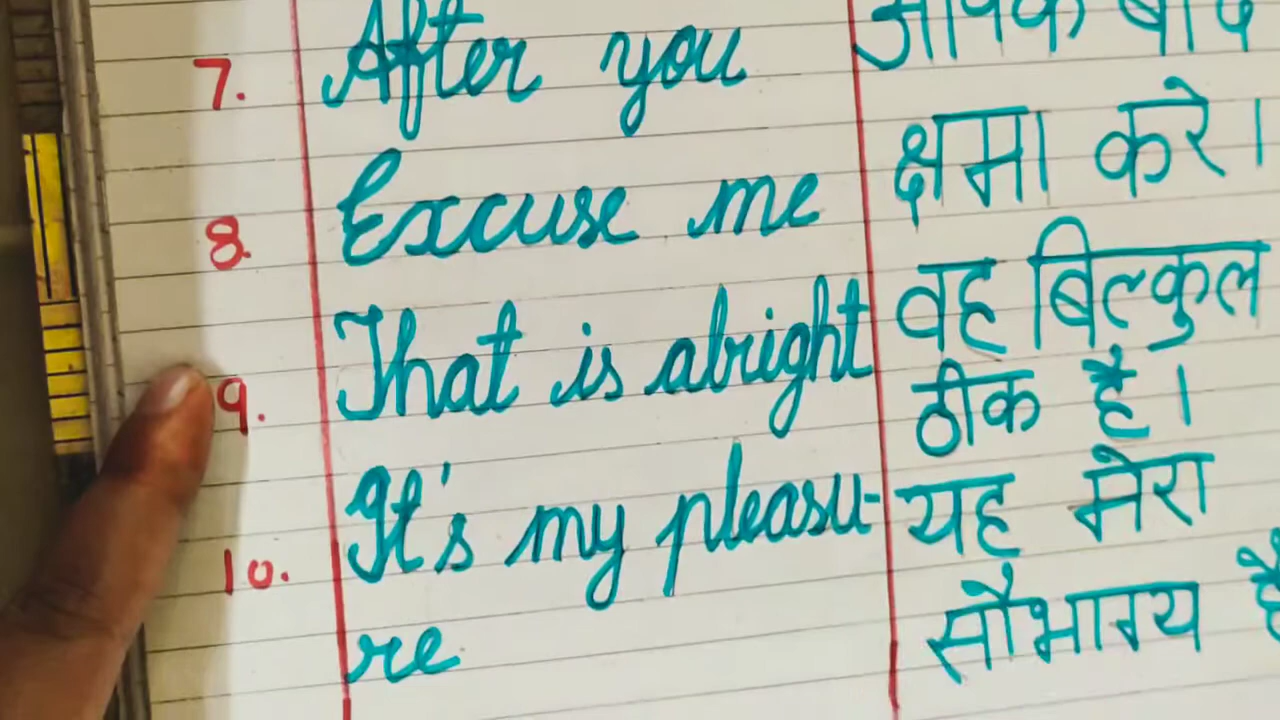 7. After you आपके बाद
8. Excuse me क्षमा करे।
9. That is alright वह बिल्कुल
ठीक है।
10. It's my pleasu- यह मेरा
re सौभाग्य है